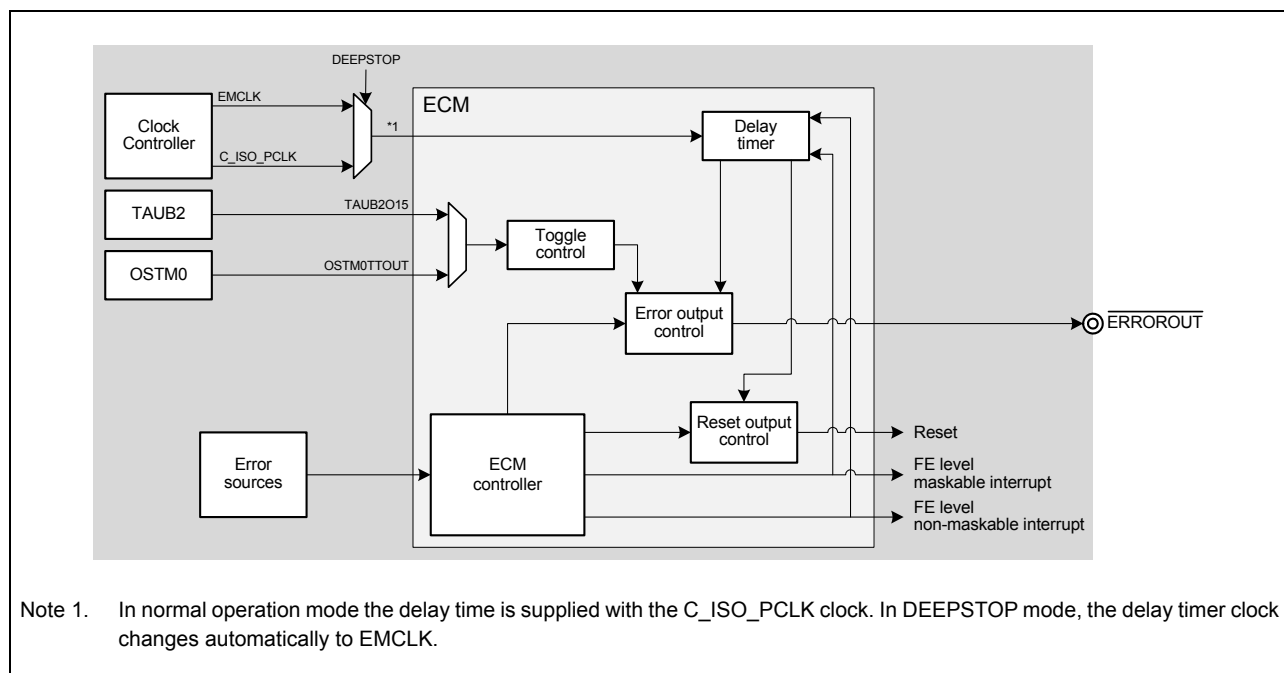 DEEPSTOP
EMCLK
ECM
Clock
Controller
*1
Delay
timer
C_ISO_PCLK
TAUB2
TAUB2O15
Toggle
control
OSTM0
OSTM0TTOUT
Error output
control
ERROROUT
Reset output
control
Reset
Error
sources
ECM
controller
FE level
maskable interrupt
FE level
non-maskable interrupt
Note 1. In normal operation mode the delay time is supplied with the C_ISO_PCLK clock. In DEEPSTOP mode, the delay timer clock
changes automatically to EMCLK.